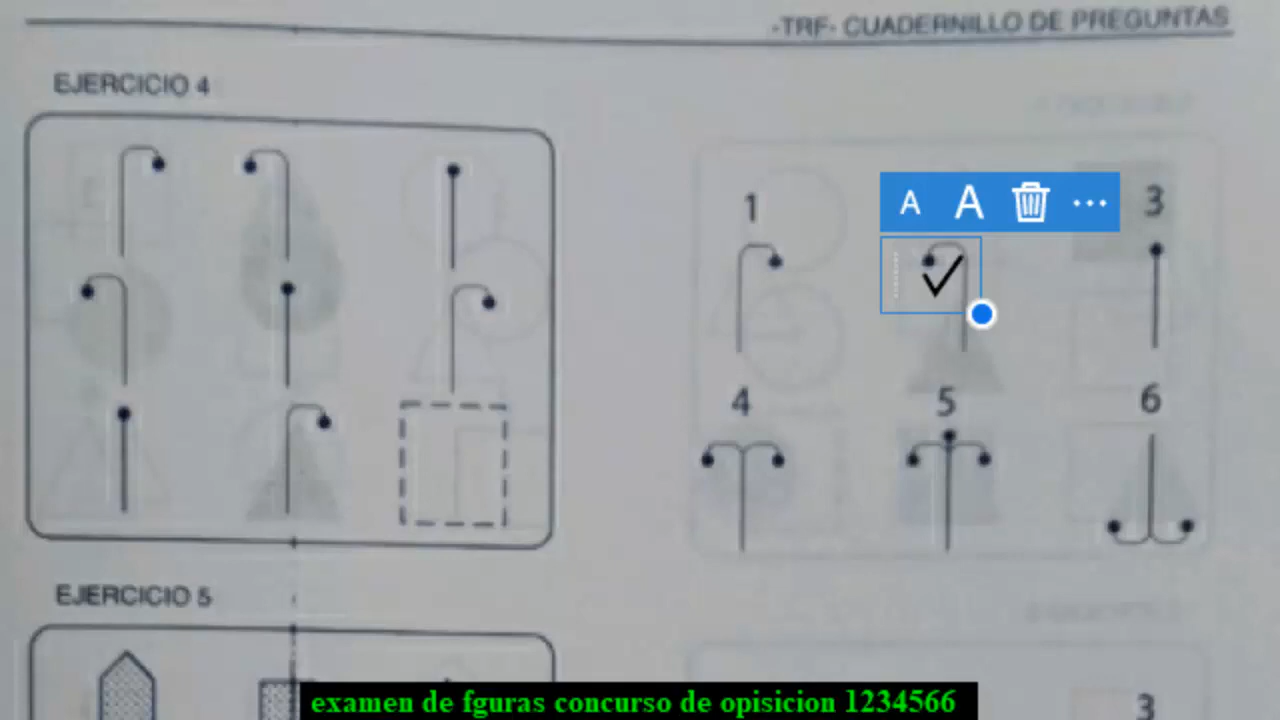 -TRF- CUADERNILLO DE PREGUNTAS
EJERCICIO 4
A A ...
1 3
4 5 6
EJERCICIO 5
3
examen de fguras concurso de opisicion 1234566